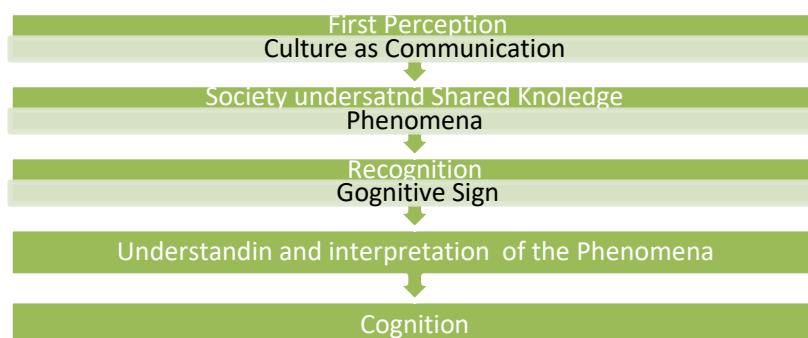 First Perception
Culture as Communication
Society undersatnd Shared Knoledge
Phenomena
Recognition
Gognitive Sign
Understandin and interpretation of the Phenomena
Cognition